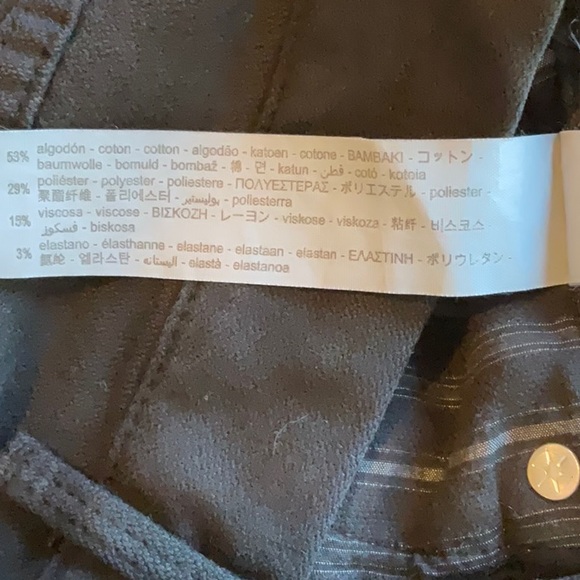 53% algodón - coton - cotton - algodão - katoen - cotone - BAMBAKI - コットン -
baumwolle - bomuld - bombaž - 棉 - 면 - katun - قطن - cotó - kotoia
29% poliéster - polyester - poliestere - ΠΟΛΥΕΣΤΕΡΑΣ - ポリエステル - poliester -
聚酯纤维 - 폴리에스터 - بوليستير - poliesterra
15% viscosa - viscose - ΒΙΣΚΟΖΗ - レーヨン - viskose - viskoza - 粘纤 - 비스코스 -
فسكوز - biskosa
3% elastano - élasthanne - elastane - elastaan - elastan - ΕΛΑΣΤΙΝΗ - ポリウレタン -
氨纶 - 엘라스탄 - الياستانه - elastà - elastanoa